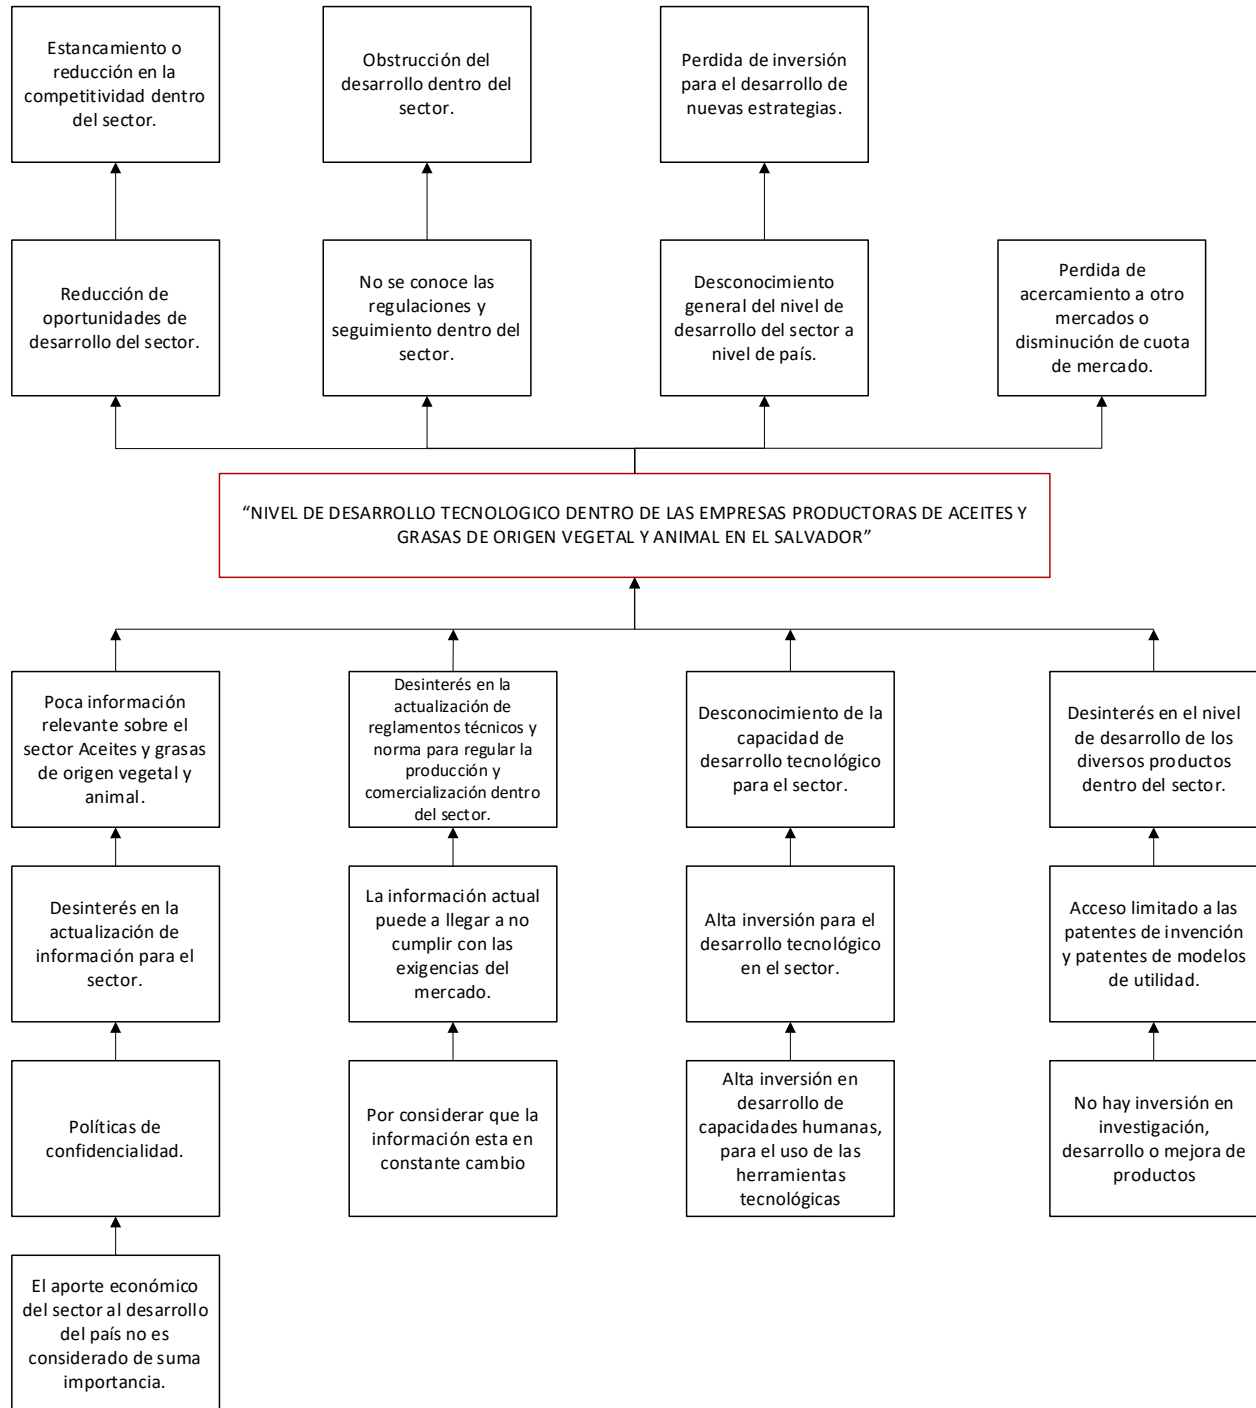 Estancamiento o
reducción en la
competitividad dentro
del sector.
Obstrucción del
desarrollo dentro del
sector.
Perdida de inversión
para el desarrollo de
nuevas estrategias.
Reducción de
oportunidades de
desarrollo del sector.
No se conoce las
regulaciones y
seguimiento dentro del
sector.
Desconocimiento
general del nivel de
desarrollo del sector a
nivel de país.
Perdida de
acercamiento a otro
mercados o
disminución de cuota
de mercado.
“NIVEL DE DESARROLLO TECNOLOGICO DENTRO DE LAS EMPRESAS PRODUCTORAS DE ACEITES Y
GRASAS DE ORIGEN VEGETAL Y ANIMAL EN EL SALVADOR”
Poca información
relevante sobre el
sector Aceites y grasas
de origen vegetal y
animal.
Desinterés en la
actualización de
reglamentos técnicos y
norma para regular la
producción y
comercialización dentro
del sector.
Desconocimiento de la
capacidad de
desarrollo tecnológico
para el sector.
Desinterés en el nivel
de desarrollo de los
diversos productos
dentro del sector.
Desinterés en la
actualización de
información para el
sector.
La información actual
puede a llegar a no
cumplir con las
exigencias del
mercado.
Alta inversión para el
desarrollo tecnológico
en el sector.
Acceso limitado a las
patentes de invención
y patentes de modelos
de utilidad.
Políticas de
confidencialidad.
Por considerar que la
información esta en
constante cambio
Alta inversión en
desarrollo de
capacidades humanas,
para el uso de las
herramientas
tecnológicas
No hay inversión en
investigación,
desarrollo o mejora de
productos
El aporte económico
del sector al desarrollo
del país no es
considerado de suma
importancia.